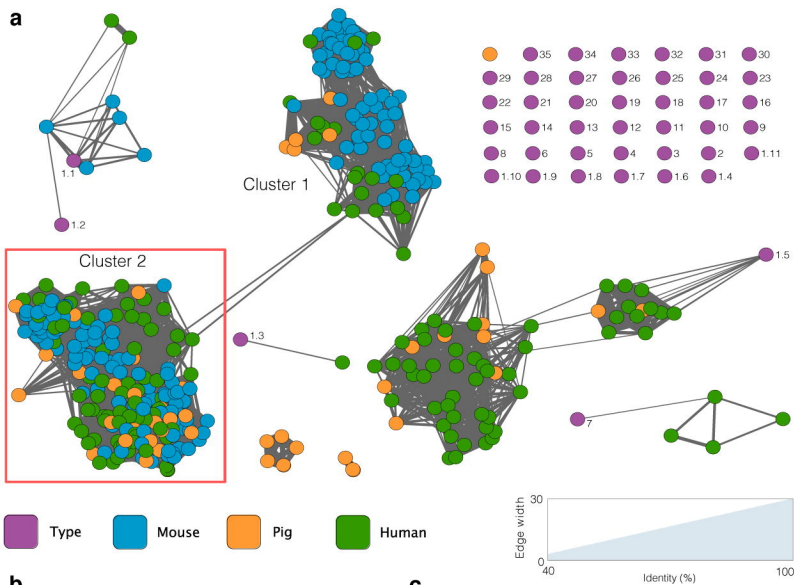 a
35 34 33 32 31 30
29 28 27 26 25 24 23
22 21 20 19 18 17 16
15 14 13 12 11 10 9
8 6 5 4 3 2 1.11
1.10 1.9 1.8 1.7 1.6 1.4
1.1
Cluster 1
1.2
Cluster 2
1.5
1.3
7
Type Mouse Pig Human
Edge width
30
0
40 100
Identity (%)
b c